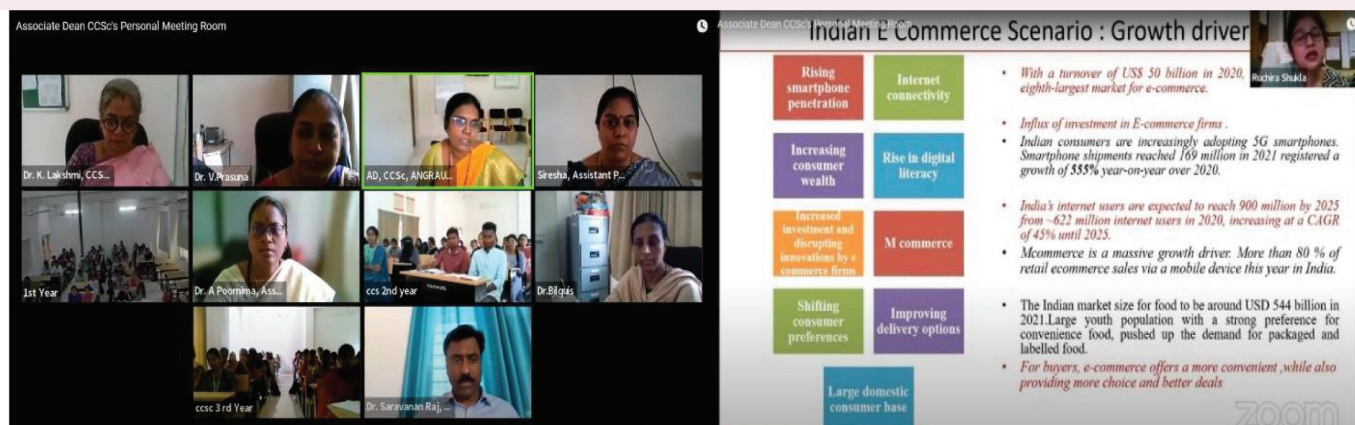 Associate Dean CCSc's Personal Meeting Room
Dr. K. Lakshmi, CCS...
Dr. V.Prasuna
AD, CCSc, ANGRAU...
Siresha, Assistant P...
1st Year
Dr. A Poornima, Ass...
ccs 2nd year
Dr.Bilquis
ccsc 3 rd Year
Dr. Saravanan Raj, ...
Associate Dean CCSc's Personal Meeting Room
Indian E Commerce Scenario : Growth driver
Ruchira Shukla
Rising
smartphone
penetration
Internet
connectivity
Increasing
consumer
wealth
Rise in digital
literacy
Increased
investment and
disrupting
innovations by e
commerce firms
M commerce
Shifting
consumer
preferences
Improving
delivery options
Large domestic
consumer base
• With a turnover of US$ 50 billion in 2020,
eighth-largest market for e-commerce.
• Influx of investment in E-commerce firms .
• Indian consumers are increasingly adopting 5G smartphones.
Smartphone shipments reached 169 million in 2021 registered a
growth of 555% year-on-year over 2020.
• India's internet users are expected to reach 900 million by 2025
from ~622 million internet users in 2020, increasing at a CAGR
of 45% until 2025.
• Mcommerce is a massive growth driver. More than 80 % of
retail ecommerce sales via a mobile device this year in India.
• The Indian market size for food to be around USD 544 billion in
2021.Large youth population with a strong preference for
convenience food, pushed up the demand for packaged and
labelled food.
• For buyers, e-commerce offers a more convenient ,while also
providing more choice and better deals
zoom